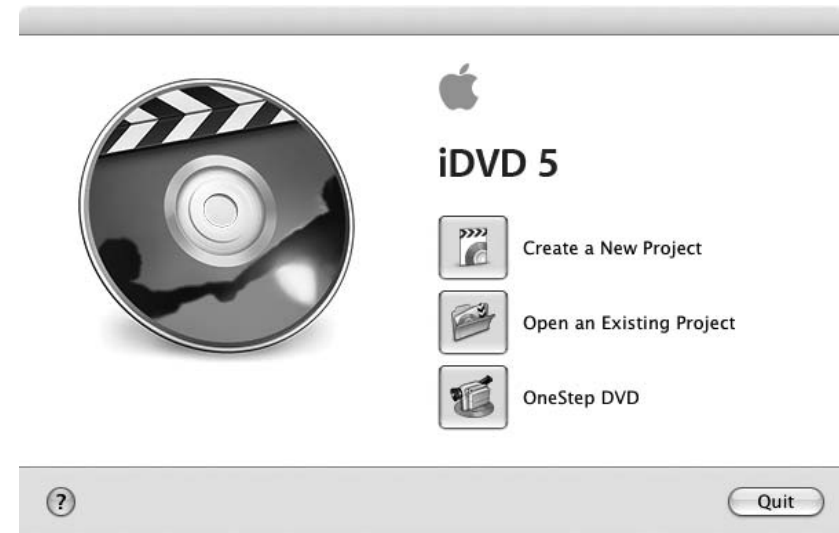 iDVD 5
Create a New Project
Open an Existing Project
OneStep DVD
?
Quit